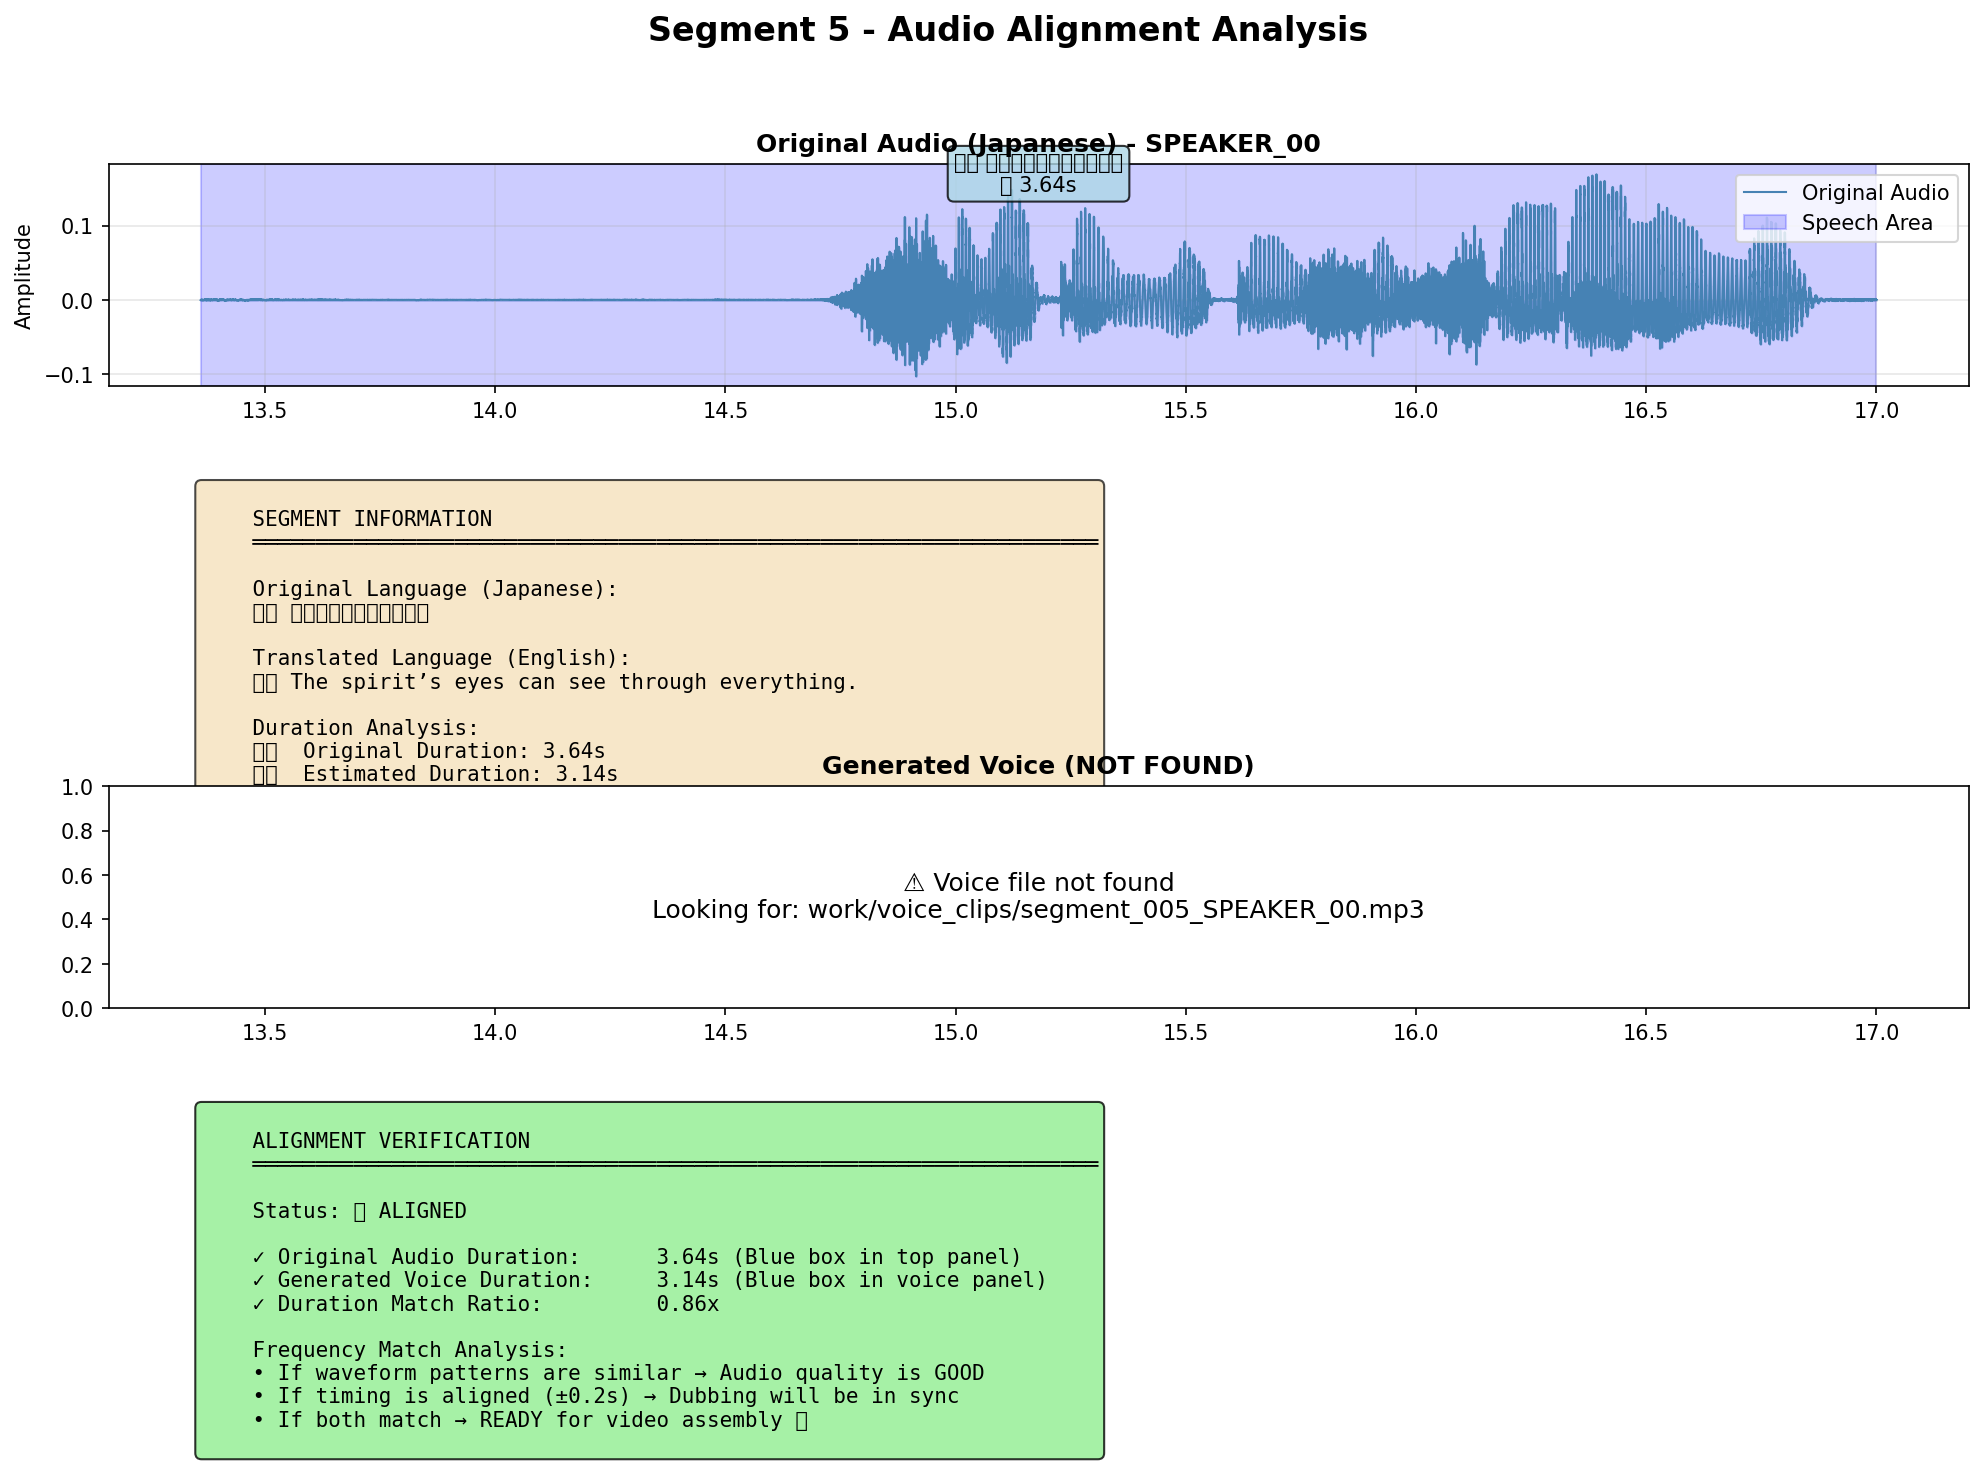 Segment 5 - Audio Alignment Analysis
Original Audio (Japanese) - SPEAKER_00
3.64s
Original Audio
Speech Area
Amplitude
0.1
0.0
−0.1
13.5 14.0 14.5 15.0 15.5 16.0 16.5 17.0
SEGMENT INFORMATION
Original Language (Japanese):
Translated Language (English):
The spirit’s eyes can see through everything.
Duration Analysis:
Original Duration: 3.64s
Estimated Duration: 3.14s
Generated Voice (NOT FOUND)
1.0
0.8
0.6
0.4
0.2
0.0
⚠ Voice file not found
Looking for: work/voice_clips/segment_005_SPEAKER_00.mp3
13.5 14.0 14.5 15.0 15.5 16.0 16.5 17.0
ALIGNMENT VERIFICATION
Status: ALIGNED
✓ Original Audio Duration: 3.64s (Blue box in top panel)
✓ Generated Voice Duration: 3.14s (Blue box in voice panel)
✓ Duration Match Ratio: 0.86x
Frequency Match Analysis:
• If waveform patterns are similar → Audio quality is GOOD
• If timing is aligned (±0.2s) → Dubbing will be in sync
• If both match → READY for video assembly